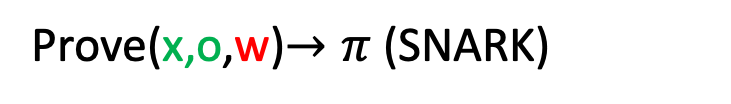 Prove(x,o,w)→ π (SNARK)